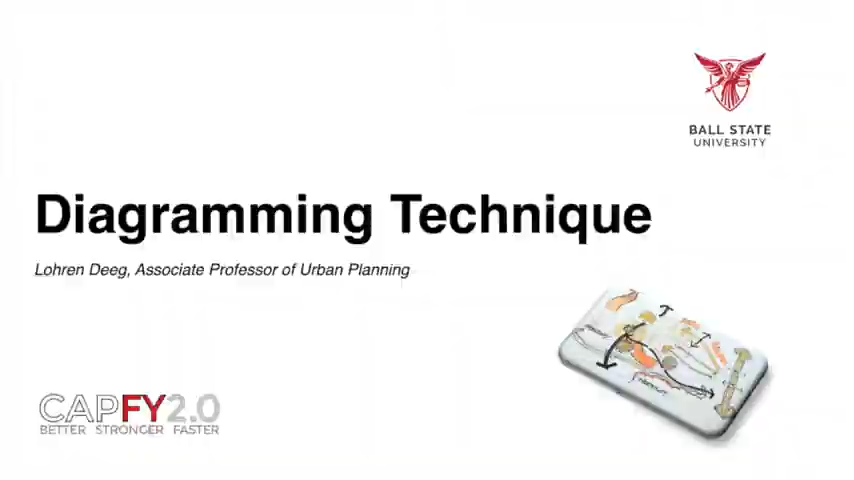 BALL STATE
UNIVERSITY
Diagramming Technique
Lohren Deeg, Associate Professor of Urban Planning
CAPFY2.0
BETTER STRONGER FASTER